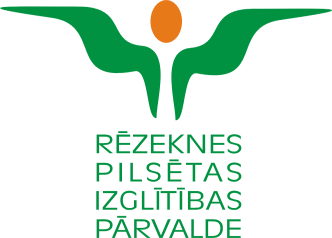 RĒZEKNES
PILSĒTAS
IZGLĪTĪBAS
PĀRVALDE